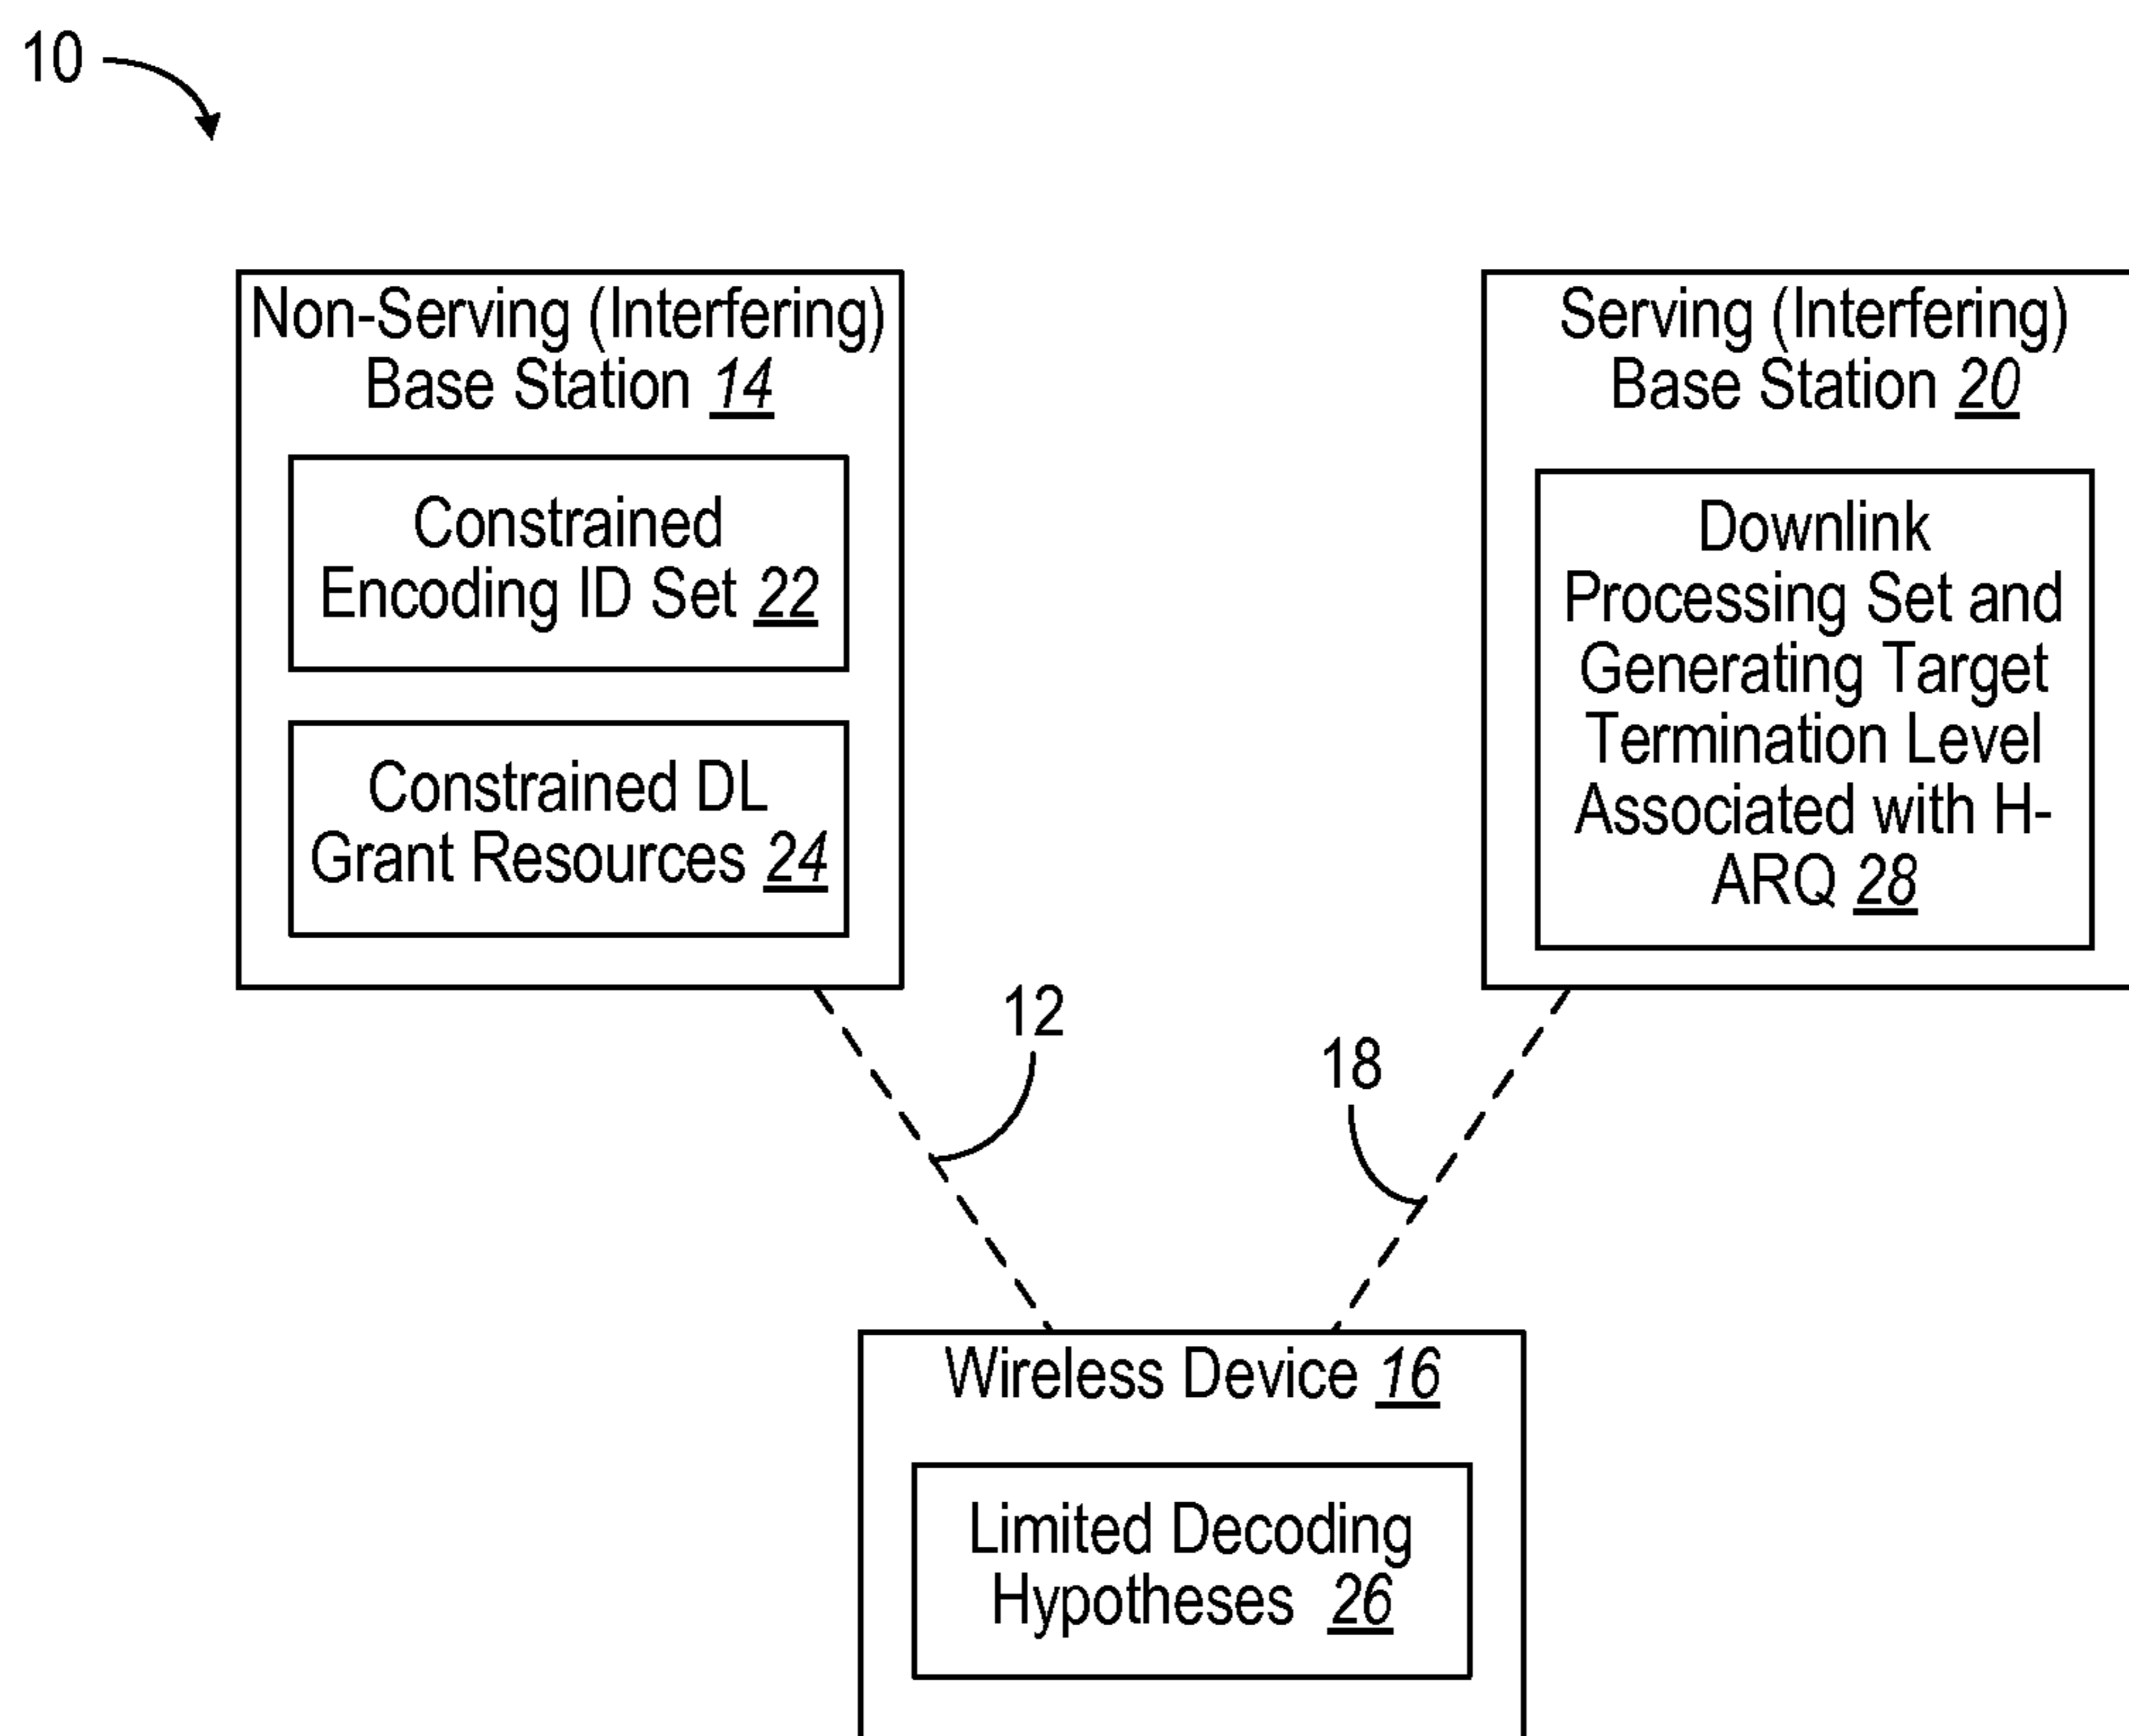 10
Non-Serving (Interfering)
Base Station 14
Constrained
Encoding ID Set 22
Constrained DL
Grant Resources 24
Serving (Interfering)
Base Station 20
Downlink
Processing Set and
Generating Target
Termination Level
Associated with H-
ARQ 28
12
18
Wireless Device 16
Limited Decoding
Hypotheses 26